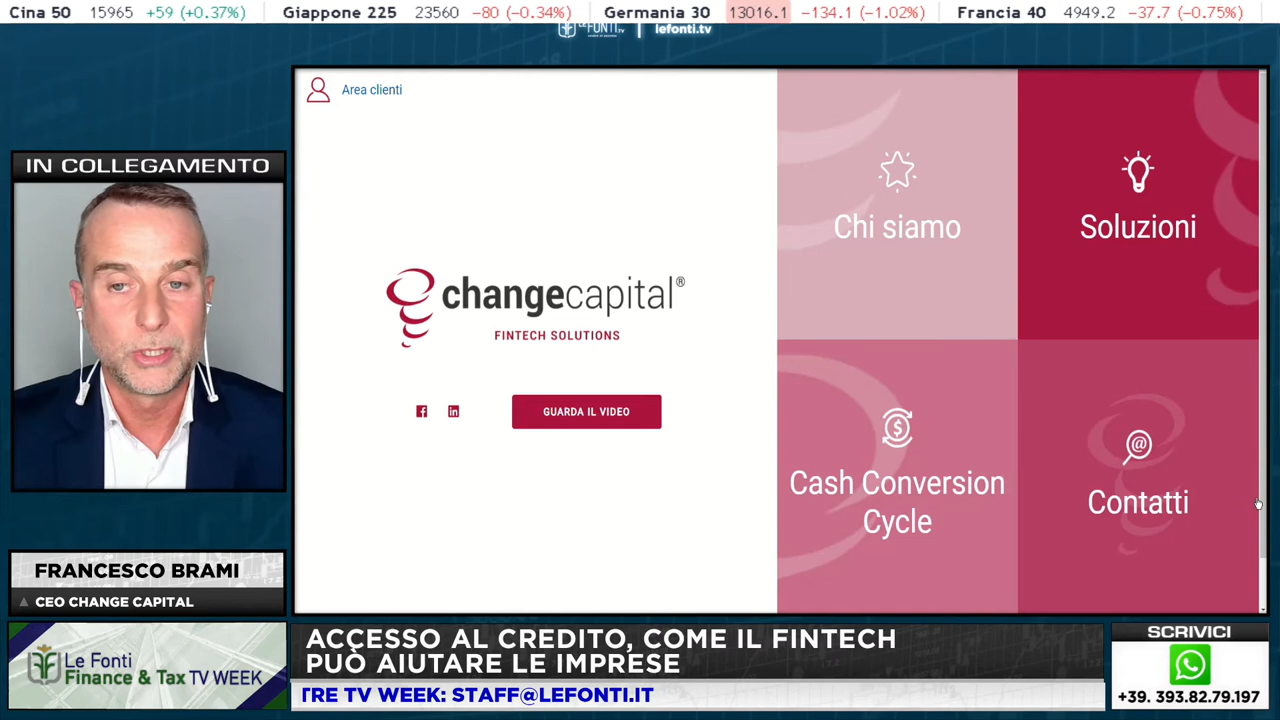 Cina 50 15965 +59 (+0.37%) Giappone 225 23560 -80 (-0.34%) Germania 30 13016.1 -134.1 (-1.02%) Francia 40 4949.2 -37.7 (-0.75%)
LE FONTI.TV lefonti.tv
Area clienti
IN COLLEGAMENTO
Chi siamo
Soluzioni
changecapital®
FINTECH SOLUTIONS
GUARDA IL VIDEO
Cash Conversion
Cycle
Contatti
FRANCESCO BRAMI
CEO CHANGE CAPITAL
Le Fonti
Finance & Tax TV WEEK
ACCESSO AL CREDITO, COME IL FINTECH
PUÒ AIUTARE LE IMPRESE
TRE TV WEEK: STAFF@LEFONTI.IT
SCRIVICI
+39. 393.82.79.197